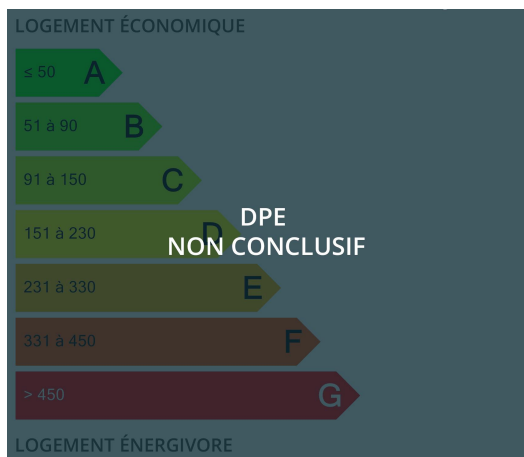 LOGEMENT ÉCONOMIQUE
≤ 50 A
51 à 90 B
91 à 150 C
DPE
151 à 230 D
NON CONCLUSIF
231 à 330 E
331 à 450 F
> 450 G
LOGEMENT ÉNERGIVORE